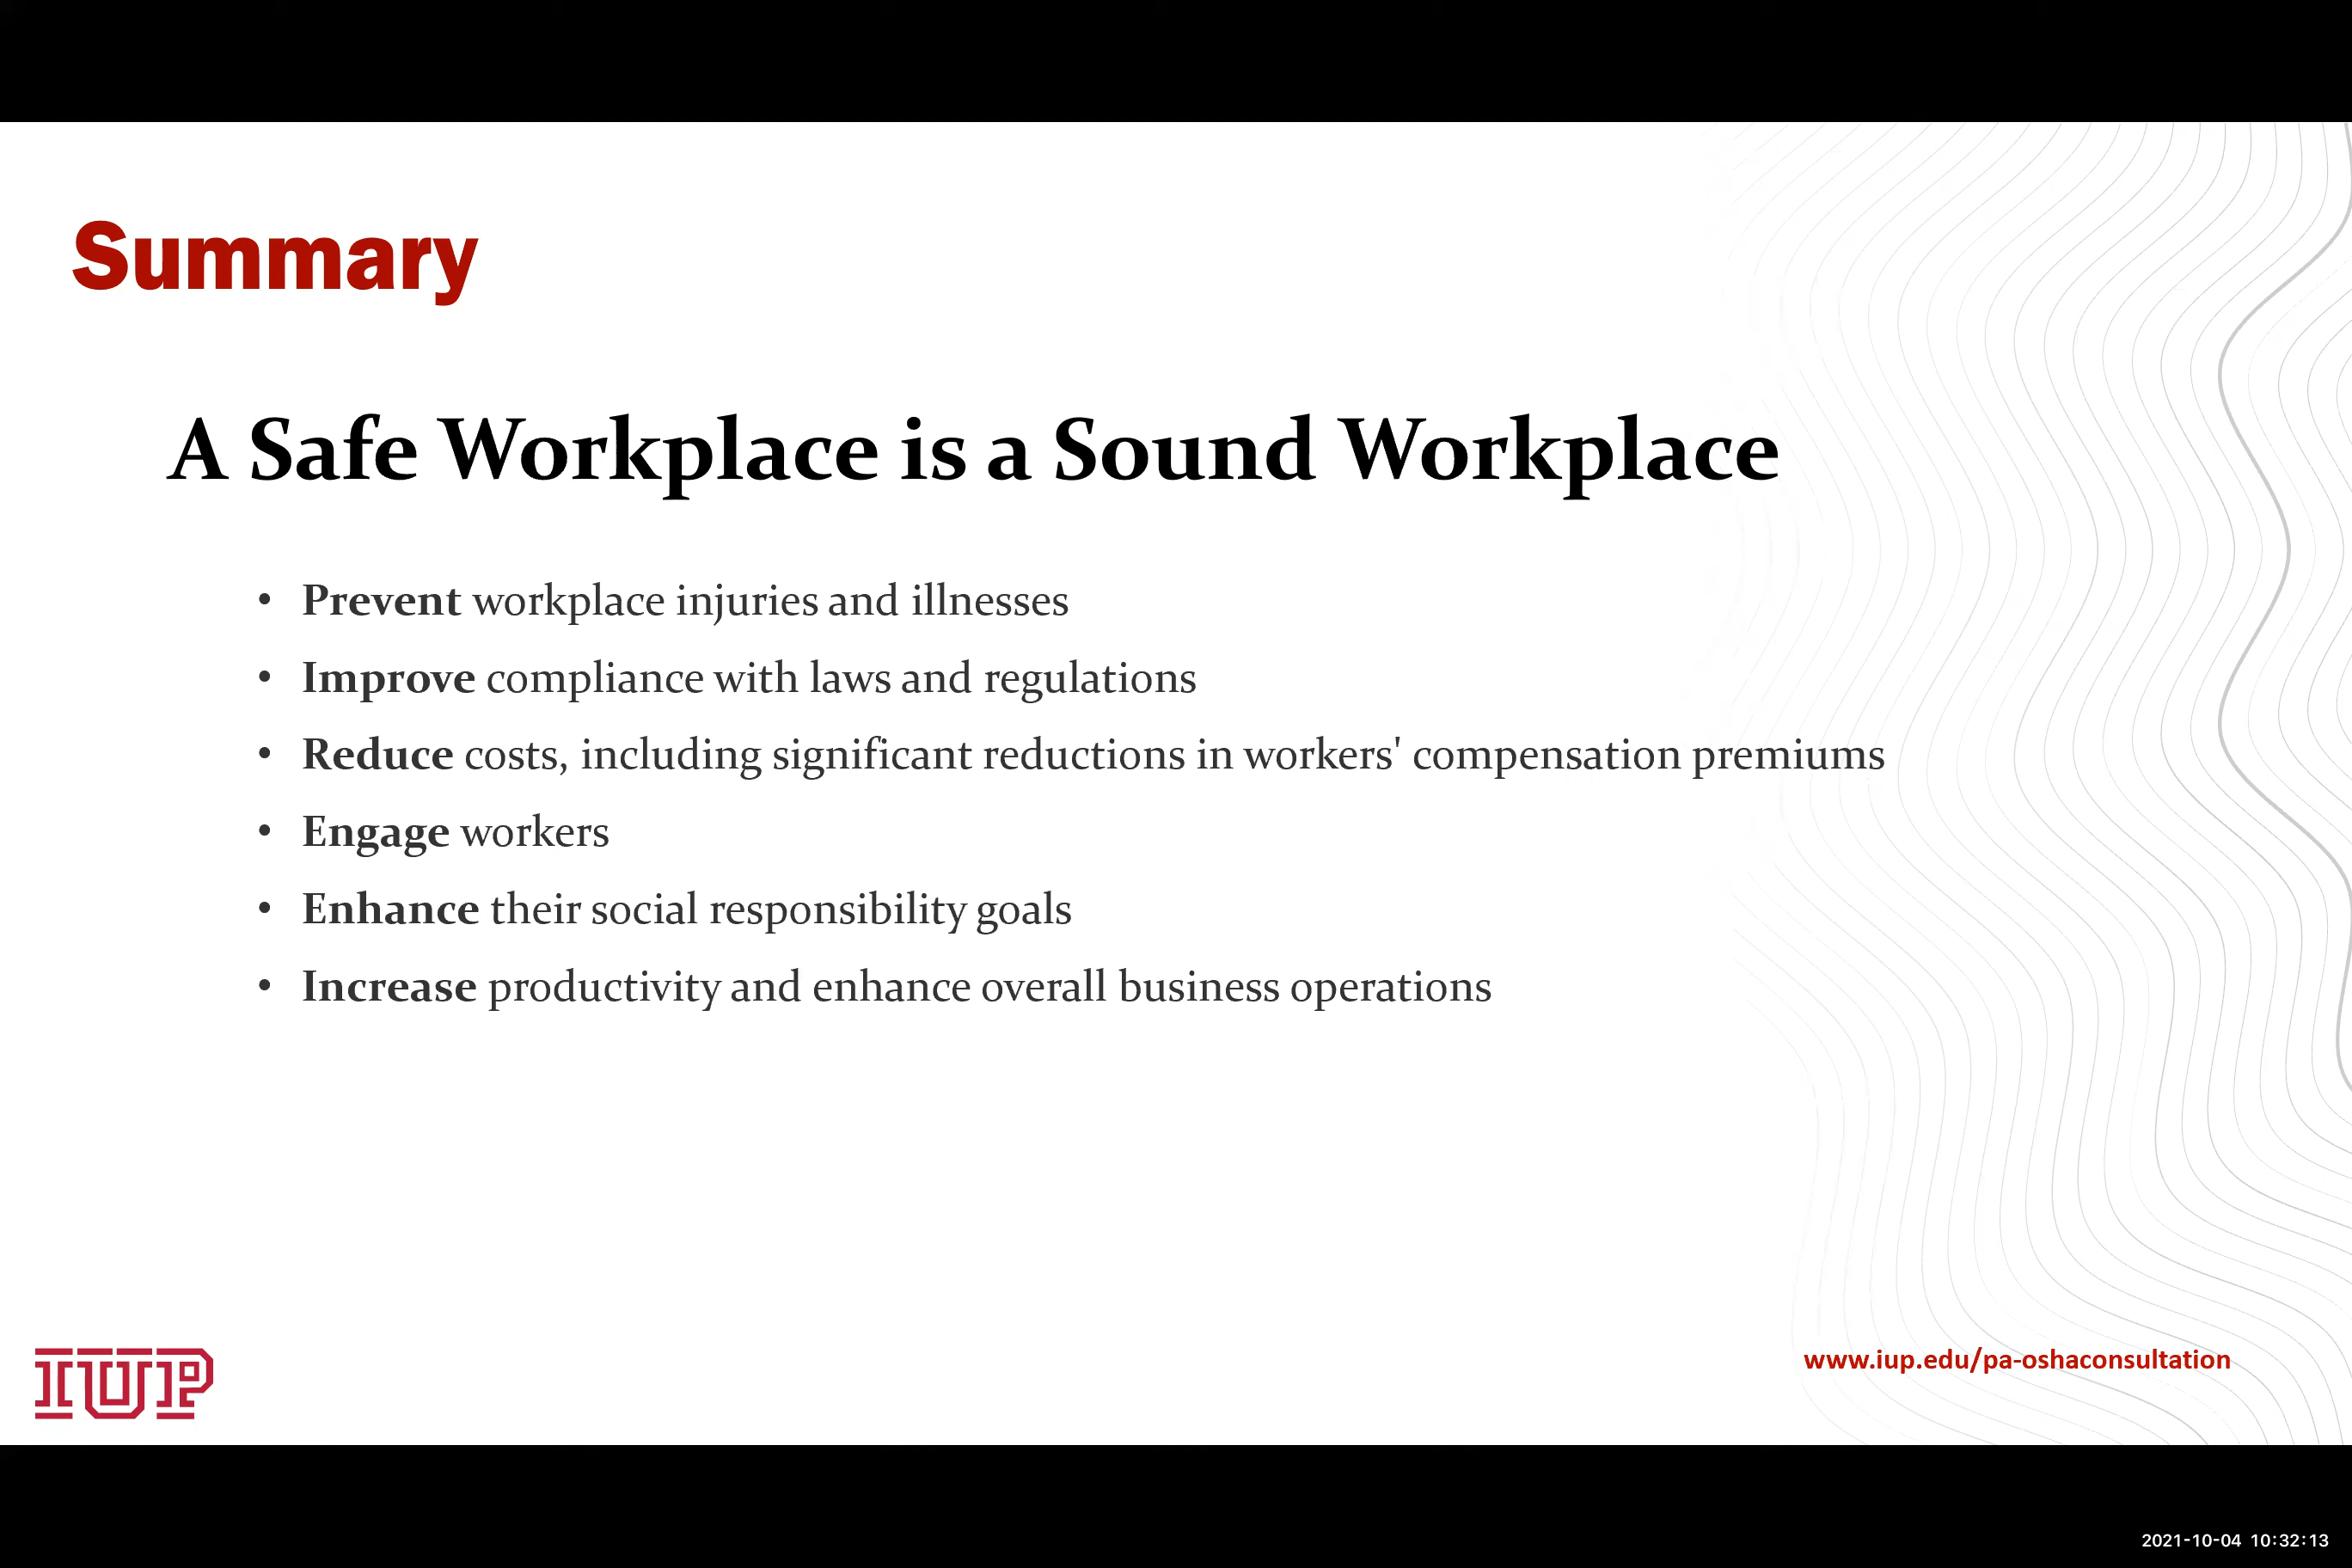 Summary
A Safe Workplace is a Sound Workplace
• Prevent workplace injuries and illnesses
• Improve compliance with laws and regulations
• Reduce costs, including significant reductions in workers' compensation premiums
• Engage workers
• Enhance their social responsibility goals
• Increase productivity and enhance overall business operations
IUP
www.iup.edu/pa-oshaconsultation
2021-10-04 10:32:13